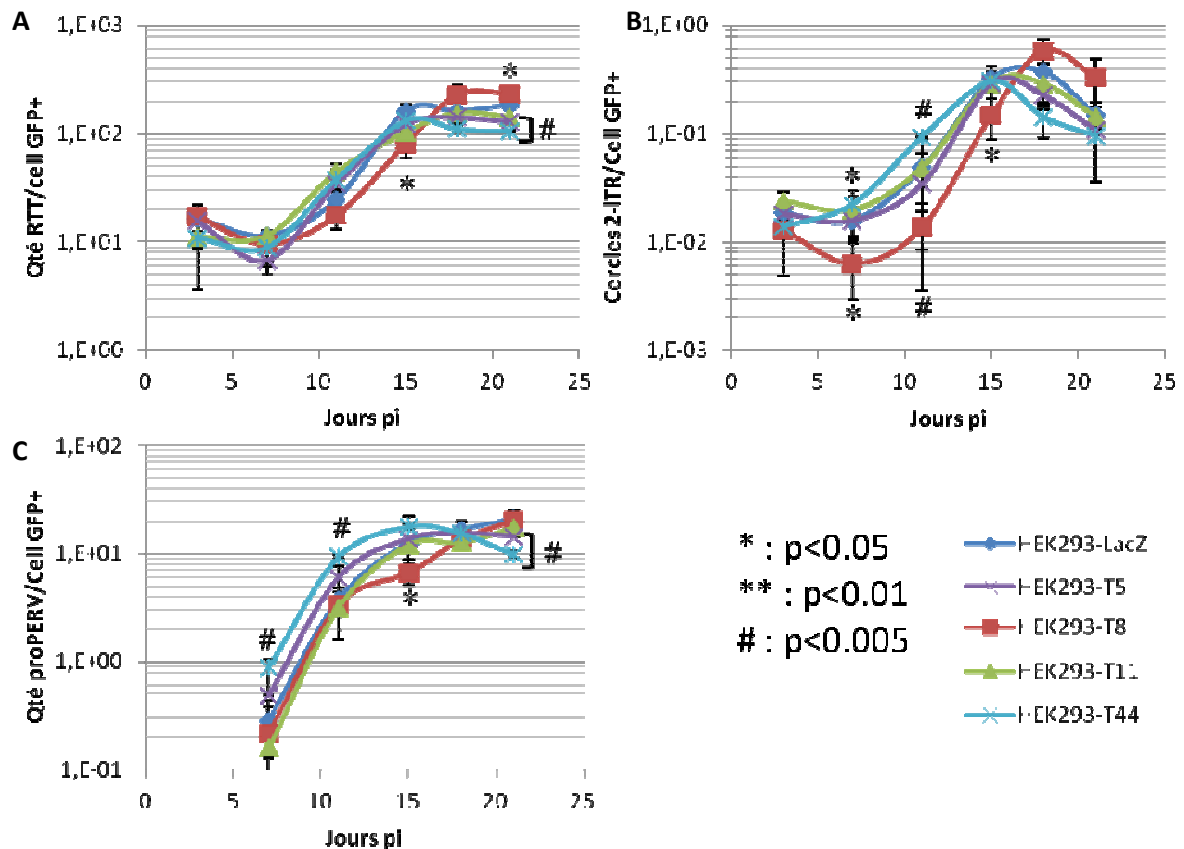 A
1,E+03
1,E+02
1,E+01
1,E+00
Qté RTT/cell GFP+
*
#
*
0 5 10 15 20 25
Jours pi
B
1,E+00
1,E-01
1,E-02
1,E-03
Cercles 2-ITR/Cell GFP+
#
*
*
*
#
0 5 10 15 20 25
Jours pi
C
1,E+02
1,E+01
1,E+00
1,E-01
Qté proPERV/Cell GFP+
#
#
*
#
0 5 10 15 20 25
Jours pi
* : p<0.05
** : p<0.01
# : p<0.005
HEK293-LacZ
HEK293-T5
HEK293-T8
HEK293-T11
HEK293-T44